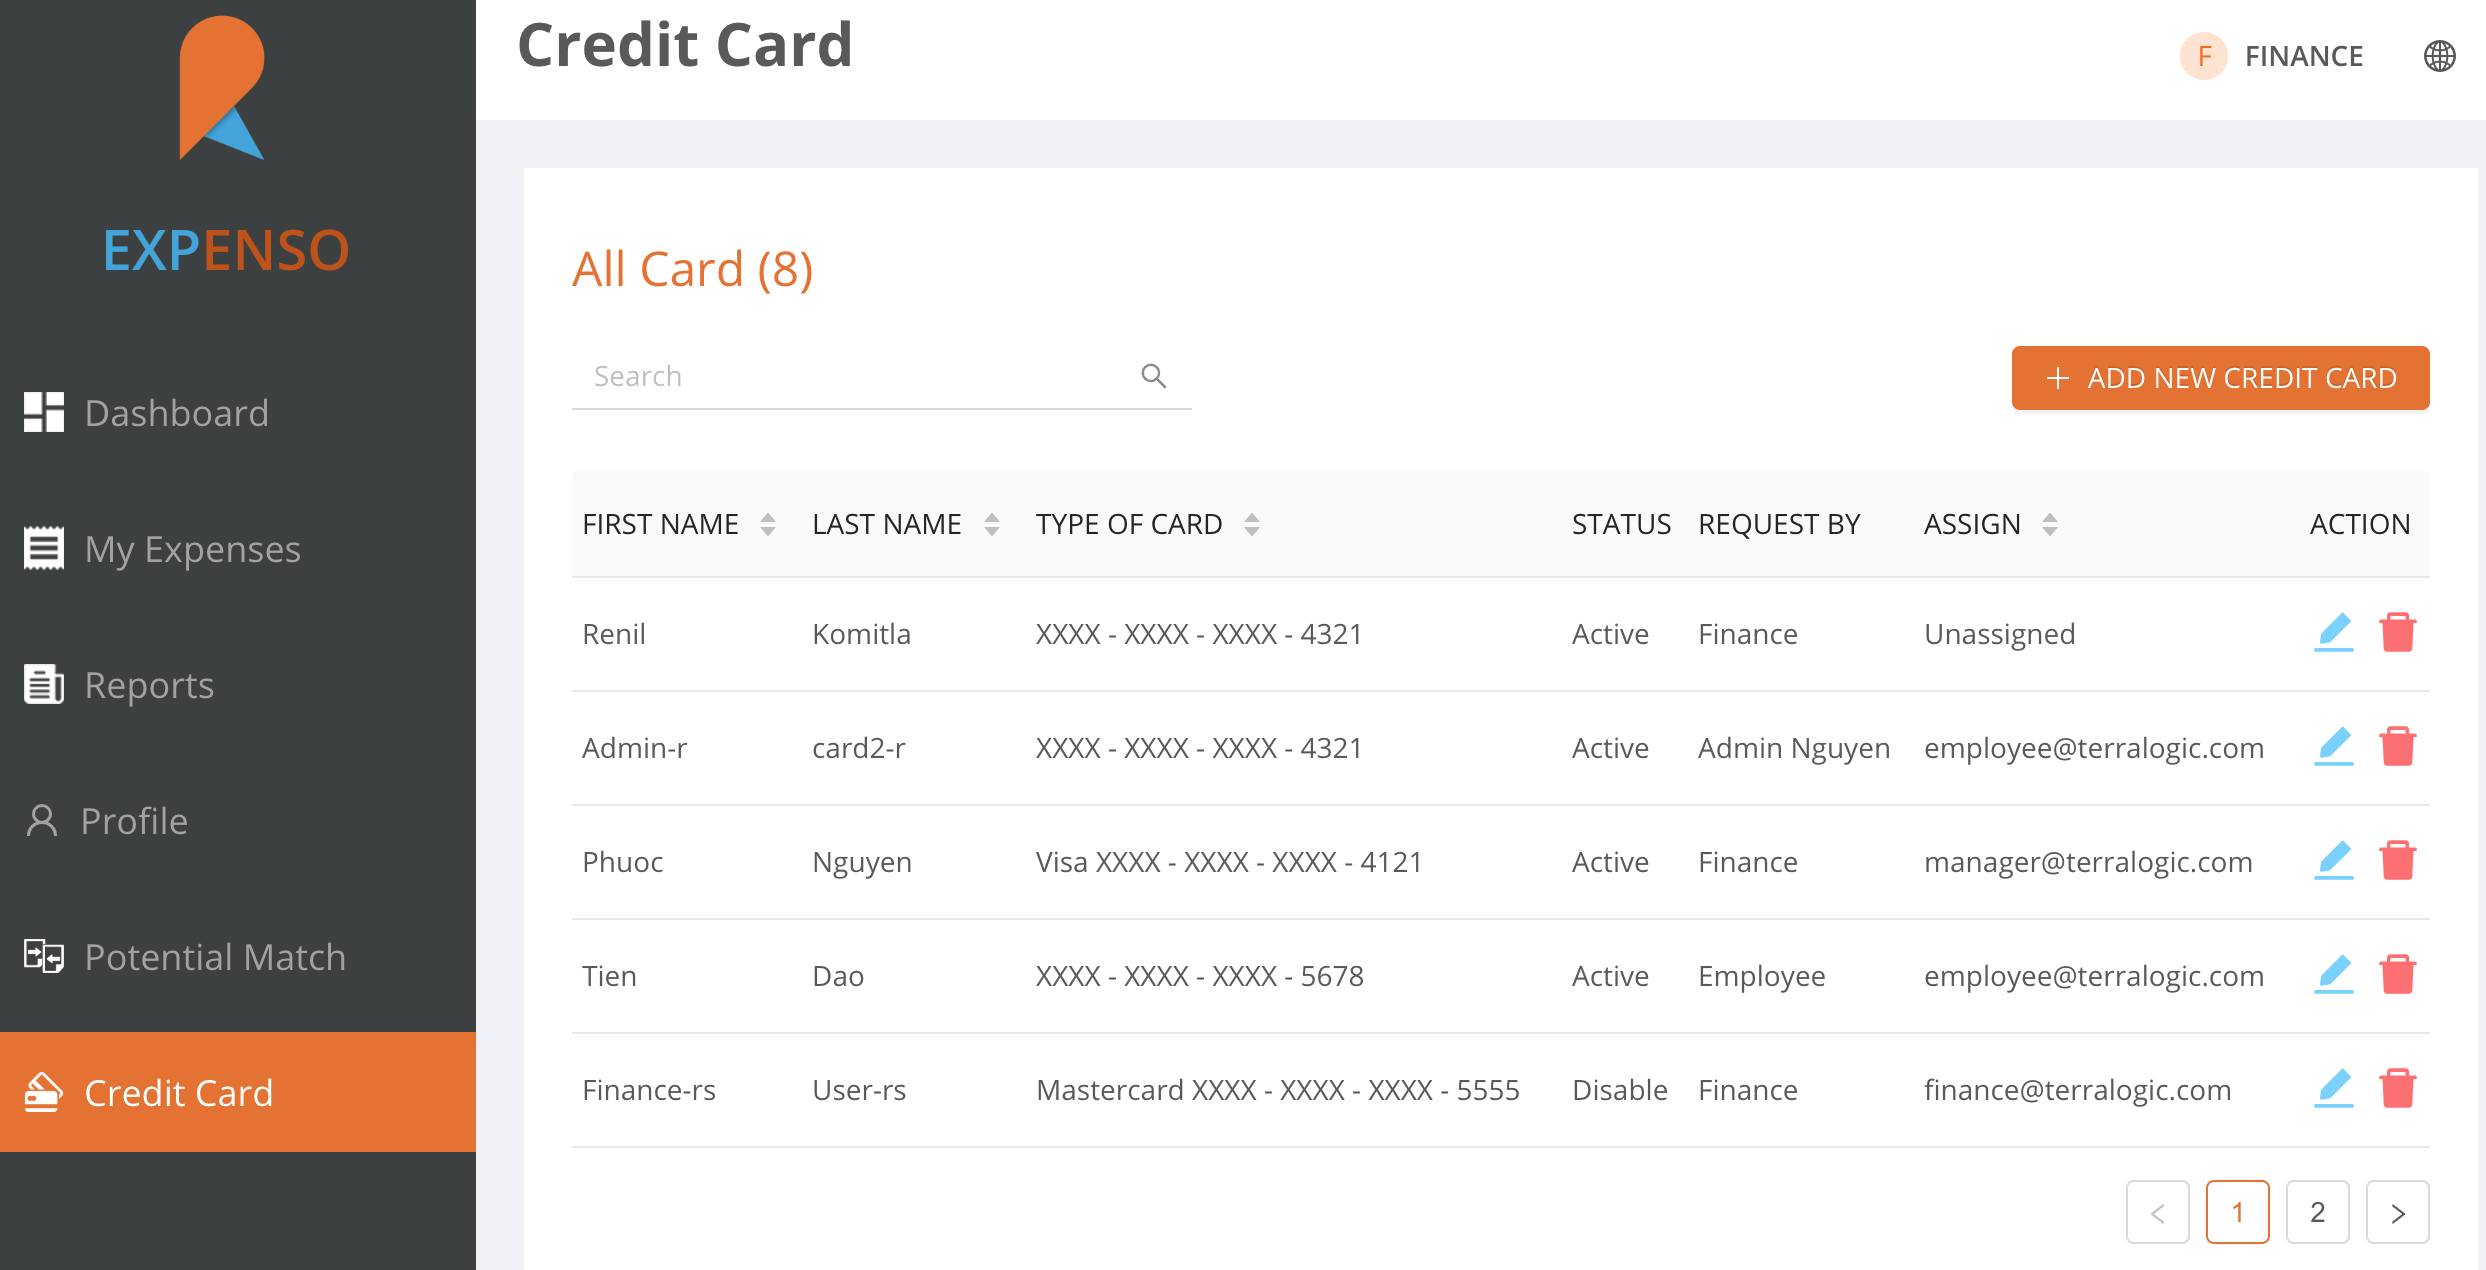 Credit Card
F FINANCE
EXPENSO
Dashboard
My Expenses
Reports
Profile
Potential Match
Credit Card
All Card (8)
Search
ADD NEW CREDIT CARD
FIRST NAME LAST NAME TYPE OF CARD STATUS REQUEST BY ASSIGN ACTION
Renil Komitla XXXX - XXXX - XXXX - 4321 Active Finance Unassigned
Admin-r card2-r XXXX - XXXX - XXXX - 4321 Active Admin Nguyen employee@terralogic.com
Phuoc Nguyen Visa XXXX - XXXX - XXXX - 4121 Active Finance manager@terralogic.com
Tien Dao XXXX - XXXX - XXXX - 5678 Active Employee employee@terralogic.com
Finance-rs User-rs Mastercard XXXX - XXXX - XXXX - 5555 Disable Finance finance@terralogic.com
< 1 2 >